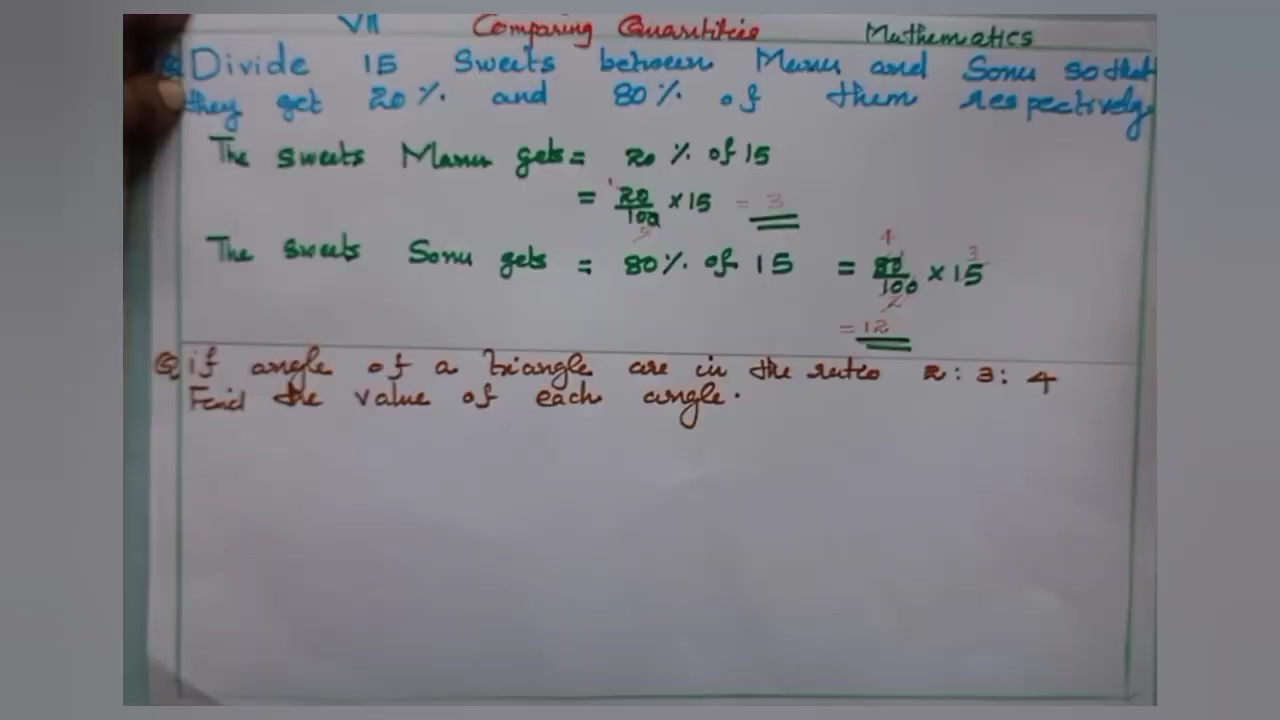 VII Comparing Quantities Mathematics
Q Divide 15 Sweets between Manu and Sonu so that
they get 20% and 80% of them respectively
The sweets Manu gets = 20% of 15
= 20/100 × 15 = 3
The sweets Sonu gets = 80% of 15 = 80/100 × 15
= 12
Q if angle of a triangle are in the ratio 2 : 3 : 4
Find the value of each angle.